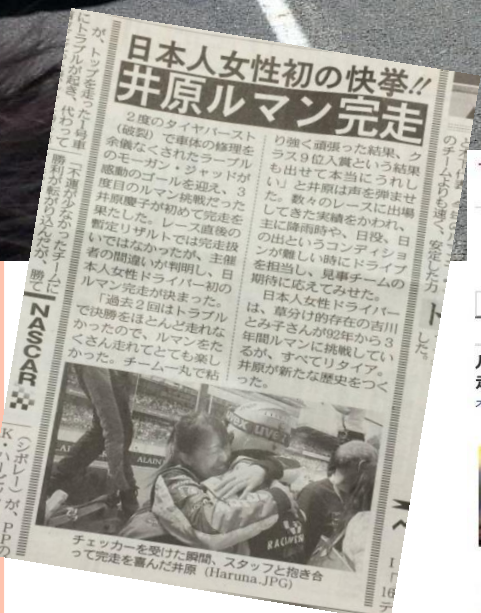 日本人女性初の快挙!!
井原ルマン完走
2度のタイヤバースト
(破裂)で車体の修理を
余儀なくされたラーブル
のモーガン・ジャッドが
感動のゴールを迎え、3
度目のルマン挑戦だった
井原慶子が初めて完走を
果たした。レース直後の
暫定リザルトでは完走扱
いではなかったが、主催
者の間違いが判明し、日
本人女性ドライバー初の
ルマン完走が決まった。
「過去2回はトラブル
で決勝をほとんど走れな
かったので、ルマンをた
くさん走れてとても楽し
かった。チーム一丸で粘
り強く頑張った結果、ク
ラス9位入賞という結果
も出せて本当にうれし
い」と井原は声を弾ませ
た。数々のレースに出場
してきた実績をかわれ、
主に降雨時や、日没、日
の出というコンディショ
ンが難しい時にドライブ
を担当し、見事チームの
期待に応えてみせた。
日本人女性ドライバー
は、草分け的存在の吉川
とみ子さんが92年から3
年間ルマンに挑戦してい
るが、すべてリタイア。
井原が新たな歴史をつく
った。
チェッカーを受けた瞬間、スタッフと抱き合
って完走を喜んだ井原(Haruna.JPG)
が、トップを走った1号車
にトラブルが起き、代わって
「不運が少なかったチームに
勝利が転がり込んだが、勝て
NASCAR
(シボレー)が、
のチームよりも速く、安定した力
した。
ALAIN